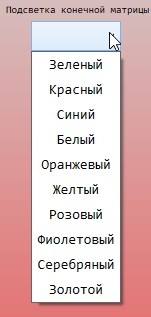 Подсветка конечной матрицы
Зеленый
Красный
Синий
Белый
Оранжевый
Желтый
Розовый
Фиолетовый
Серебряный
Золотой